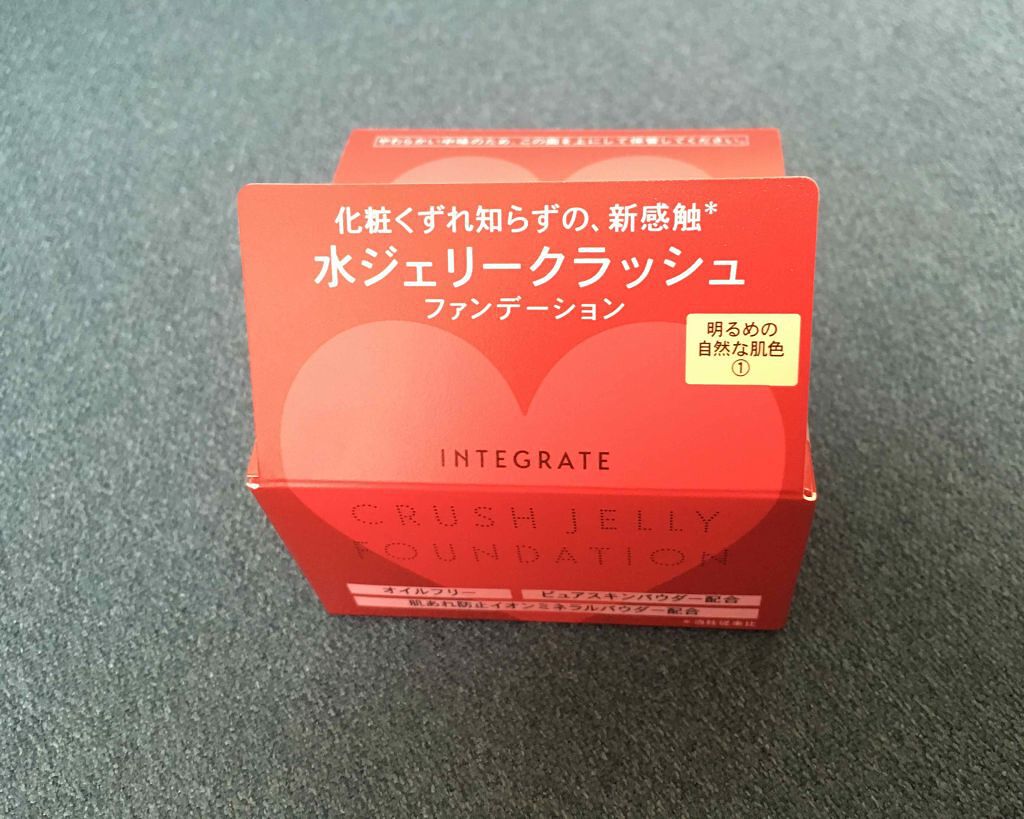 やわらかい中味のため、この面を上にして保管してください。
化粧くずれ知らずの、新感触*
水ジェリークラッシュ
ファンデーション
明るめの
自然な肌色
①
INTEGRATE
CRUSH JELLY
FOUNDATION
オイルフリー ピュアスキンパウダー配合
肌あれ防止イオンミネラルパウダー配合
*当社従来比